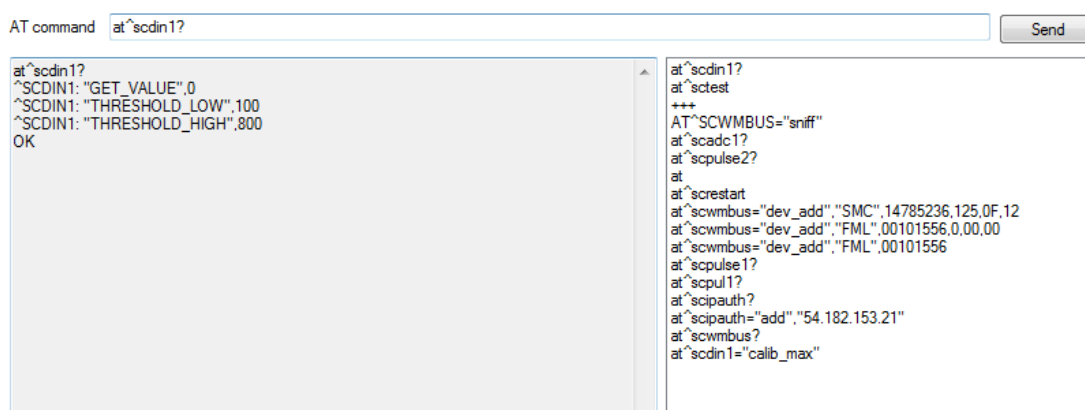 AT command at^scdin1? Send
at^scdin1?
^SCDIN1: "GET_VALUE",0
^SCDIN1: "THRESHOLD_LOW",100
^SCDIN1: "THRESHOLD_HIGH",800
OK
at^scdin1?
at^sctest
+++
AT^SCWMBUS="sniff"
at^scadc1?
at^scpulse2?
at
at^screstart
at^scwmbus="dev_add","SMC",14785236,125,0F,12
at^scwmbus="dev_add","FML",00101556,0,00,00
at^scwmbus="dev_add","FML",00101556
at^scpulse1?
at^scpul1?
at^scipauth?
at^scipauth="add","54.182.153.21"
at^scwmbus?
at^scdin1="calib_max"